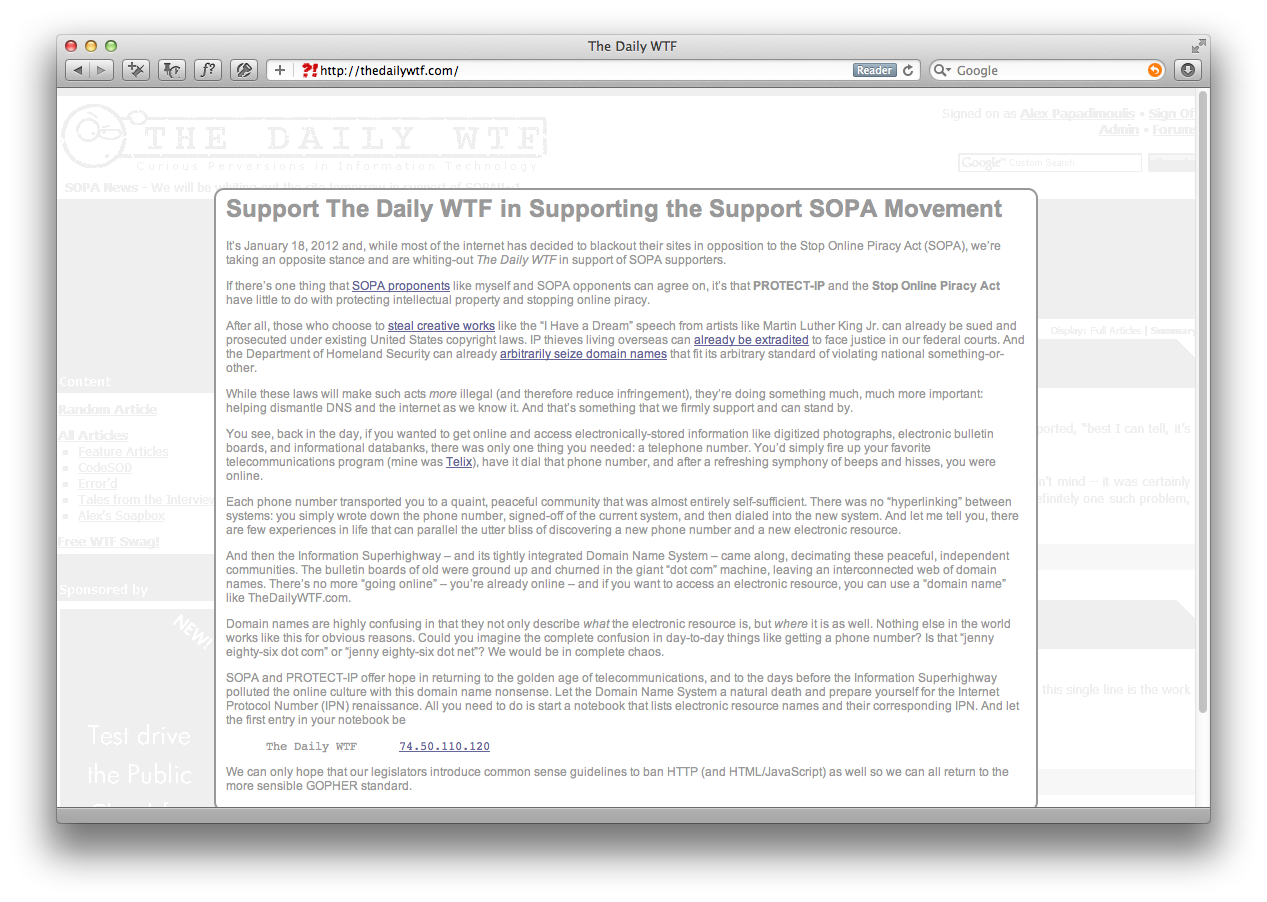 The Daily WTF
f?
+ ?! http://thedailywtf.com/ Reader Google
Signed on as Alex Papadimoulis • Sign Of
Admin • Forums
THE DAILY WTF
Curious Perversions in Information Technology
Google™ Custom Search
SOPA News - We will be whiting-out the site tomorrow in support of SOPA!
Support The Daily WTF in Supporting the Support SOPA Movement
It's January 18, 2012 and, while most of the internet has decided to blackout their sites in opposition to the Stop Online Piracy Act (SOPA), we're
taking an opposite stance and are whiting-out The Daily WTF in support of SOPA supporters.
If there's one thing that SOPA proponents like myself and SOPA opponents can agree on, it's that PROTECT-IP and the Stop Online Piracy Act
have little to do with protecting intellectual property and stopping online piracy.
After all, those who choose to steal creative works like the “I Have a Dream” speech from artists like Martin Luther King Jr. can already be sued and
prosecuted under existing United States copyright laws. IP thieves living overseas can already be extradited to face justice in our federal courts. And
the Department of Homeland Security can already arbitrarily seize domain names that fit its arbitrary standard of violating national something-or-
other.
While these laws will make such acts more illegal (and therefore reduce infringement), they're doing something much, much more important:
helping dismantle DNS and the internet as we know it. And that's something that we firmly support and can stand by.
You see, back in the day, if you wanted to get online and access electronically-stored information like digitized photographs, electronic bulletin
boards, and informational databanks, there was only one thing you needed: a telephone number. You'd simply fire up your favorite
telecommunications program (mine was Telix), have it dial that phone number, and after a refreshing symphony of beeps and hisses, you were
online.
Each phone number transported you to a quaint, peaceful community that was almost entirely self-sufficient. There was no “hyperlinking” between
systems: you simply wrote down the phone number, signed-off of the current system, and then dialed into the new system. And let me tell you, there
are few experiences in life that can parallel the utter bliss of discovering a new phone number and a new electronic resource.
And then the Information Superhighway – and its tightly integrated Domain Name System – came along, decimating these peaceful, independent
communities. The bulletin boards of old were ground up and churned in the giant “dot com” machine, leaving an interconnected web of domain
names. There's no more “going online” – you're already online – and if you want to access an electronic resource, you can use a “domain name”
like TheDailyWTF.com.
Domain names are highly confusing in that they not only describe what the electronic resource is, but where it is as well. Nothing else in the world
works like this for obvious reasons. Could you imagine the complete confusion in day-to-day things like getting a phone number? Is that “jenny
eighty-six dot com” or “jenny eighty-six dot net”? We would be in complete chaos.
SOPA and PROTECT-IP offer hope in returning to the golden age of telecommunications, and to the days before the Information Superhighway
polluted the online culture with this domain name nonsense. Let the Domain Name System a natural death and prepare yourself for the Internet
Protocol Number (IPN) renaissance. All you need to do is start a notebook that lists electronic resource names and their corresponding IPN. And let
the first entry in your notebook be
The Daily WTF 74.50.110.120
We can only hope that our legislators introduce common sense guidelines to ban HTTP (and HTML/JavaScript) as well so we can all return to the
more sensible GOPHER standard.
Content
Random Article
All Articles
Feature Articles
CodeSOD
Error'd
Tales from the Interview
Alex's Soapbox
Free WTF Swag!
Sponsored by
NEW!
Test drive
the Public
Display: Full Articles | Summary
ported, "best I can tell, it's
n't mind – it was certainly
efinitely one such problem,
this single line is the work